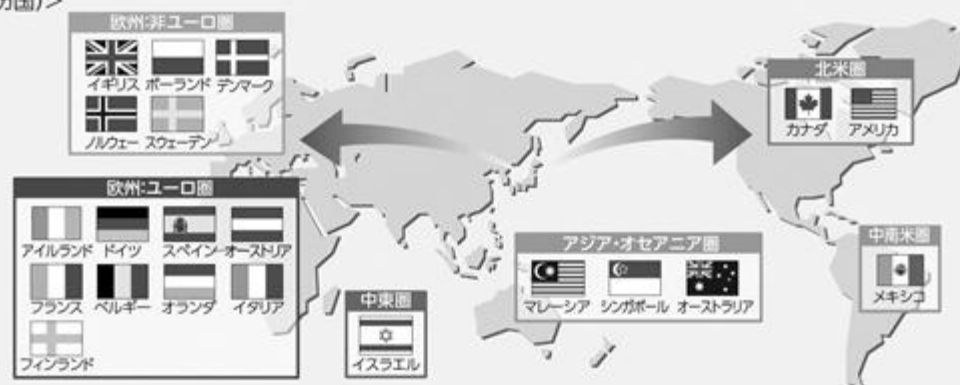 カ国)>
欧州:非ユーロ圏
イギリス ポーランド デンマーク
ノルウェー スウェーデン
北米圏
カナダ アメリカ
欧州:ユーロ圏
アイルランド ドイツ スペイン オーストリア
フランス ベルギー オランダ イタリア
フィンランド
中東圏
イスラエル
アジア・オセアニア圏
マレーシア シンガポール オーストラリア
中南米圏
メキシコ